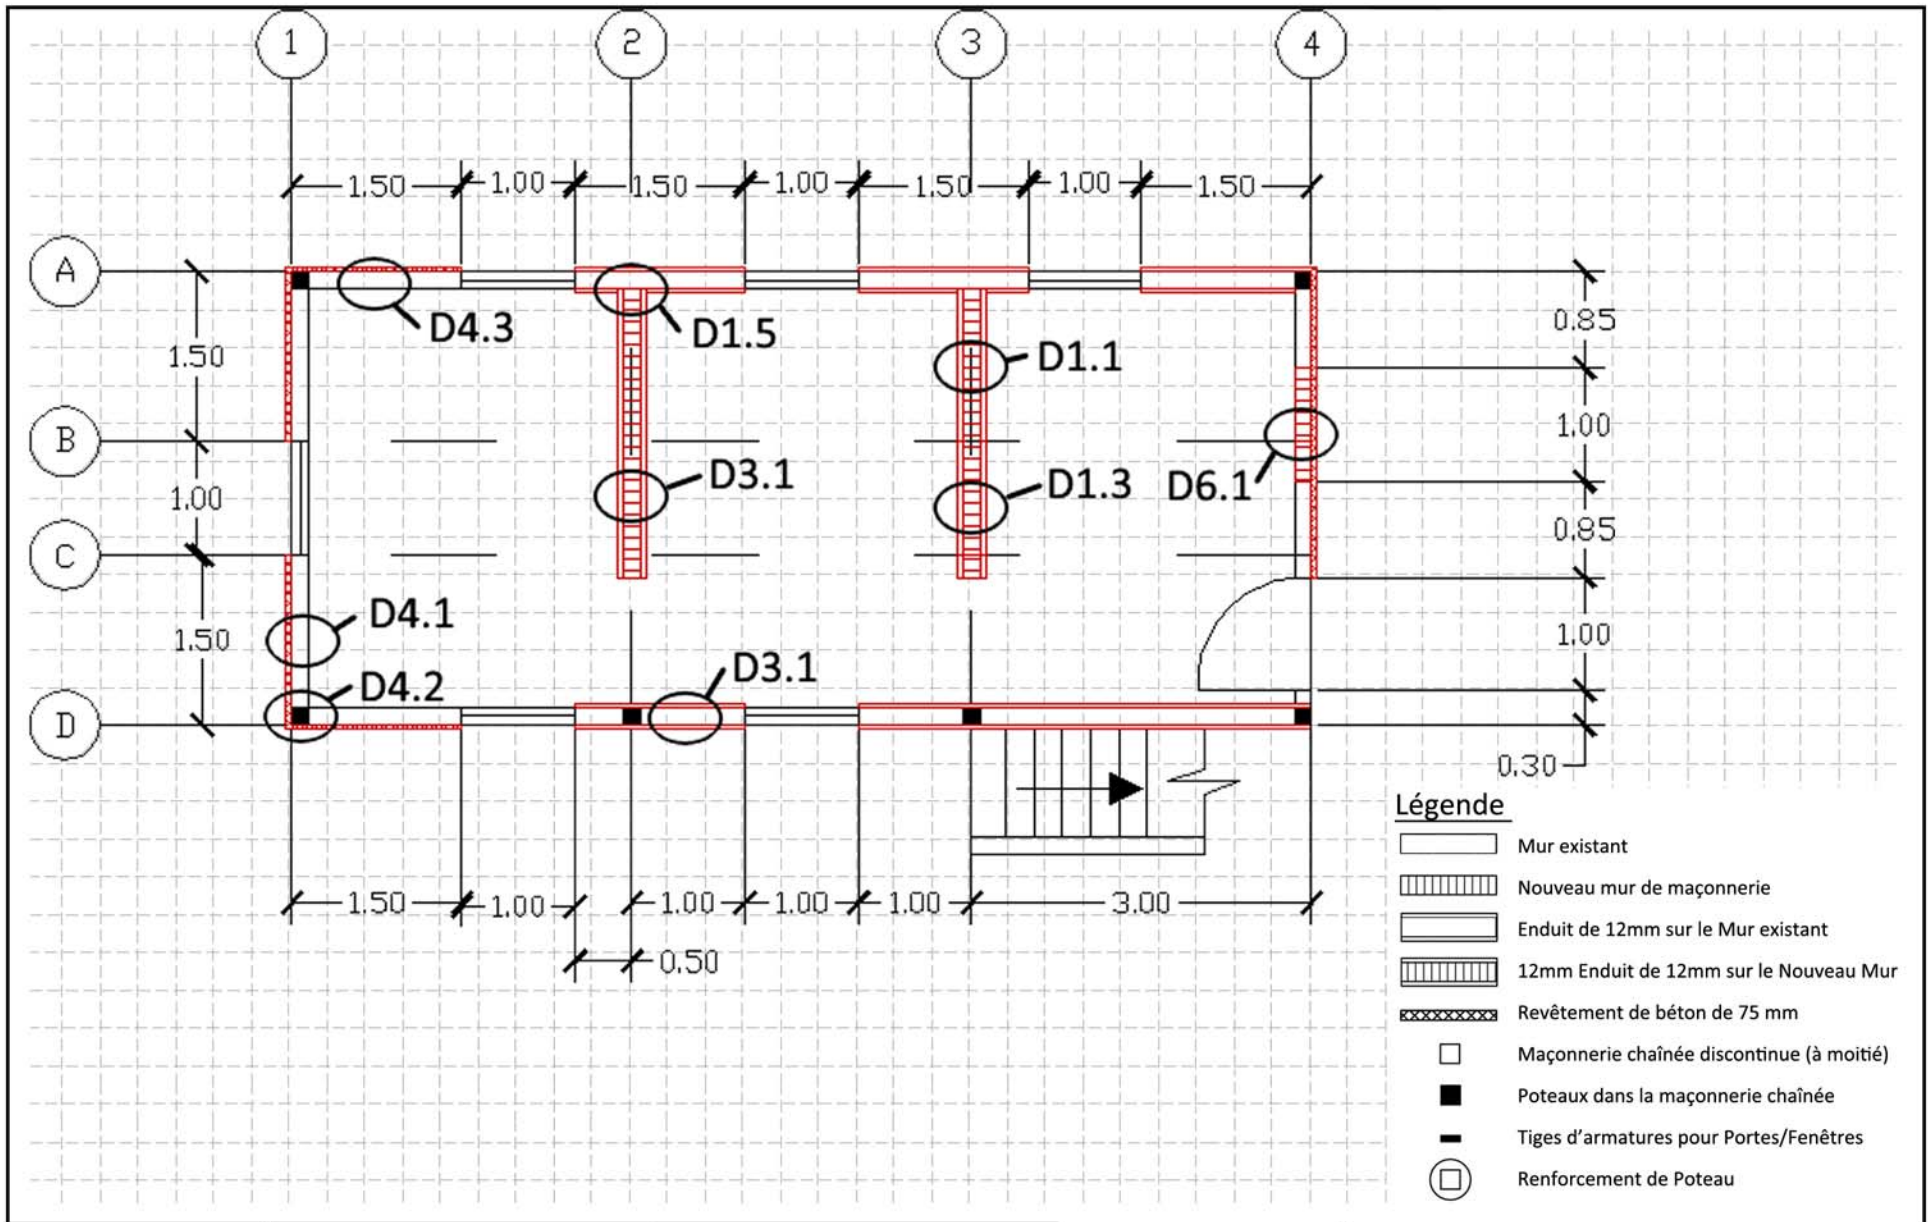 1 2 3 4
1.50 1.00 1.50 1.00 1.50 1.00 1.50
A
B
C
D
1.50
1.00
1.50
D4.3
D1.5
D1.1
D3.1
D1.3
D6.1
D4.1
D4.2
D3.1
0.85
1.00
0.85
1.00
0.30
1.50 1.00 1.00 1.00 1.00 3.00
0.50
Légende
Mur existant
Nouveau mur de maçonnerie
Enduit de 12mm sur le Mur existant
12mm Enduit de 12mm sur le Nouveau Mur
Revêtement de béton de 75 mm
Maçonnerie chaînée discontinue (à moitié)
Poteaux dans la maçonnerie chaînée
Tiges d'armatures pour Portes/Fenêtres
Renforcement de Poteau